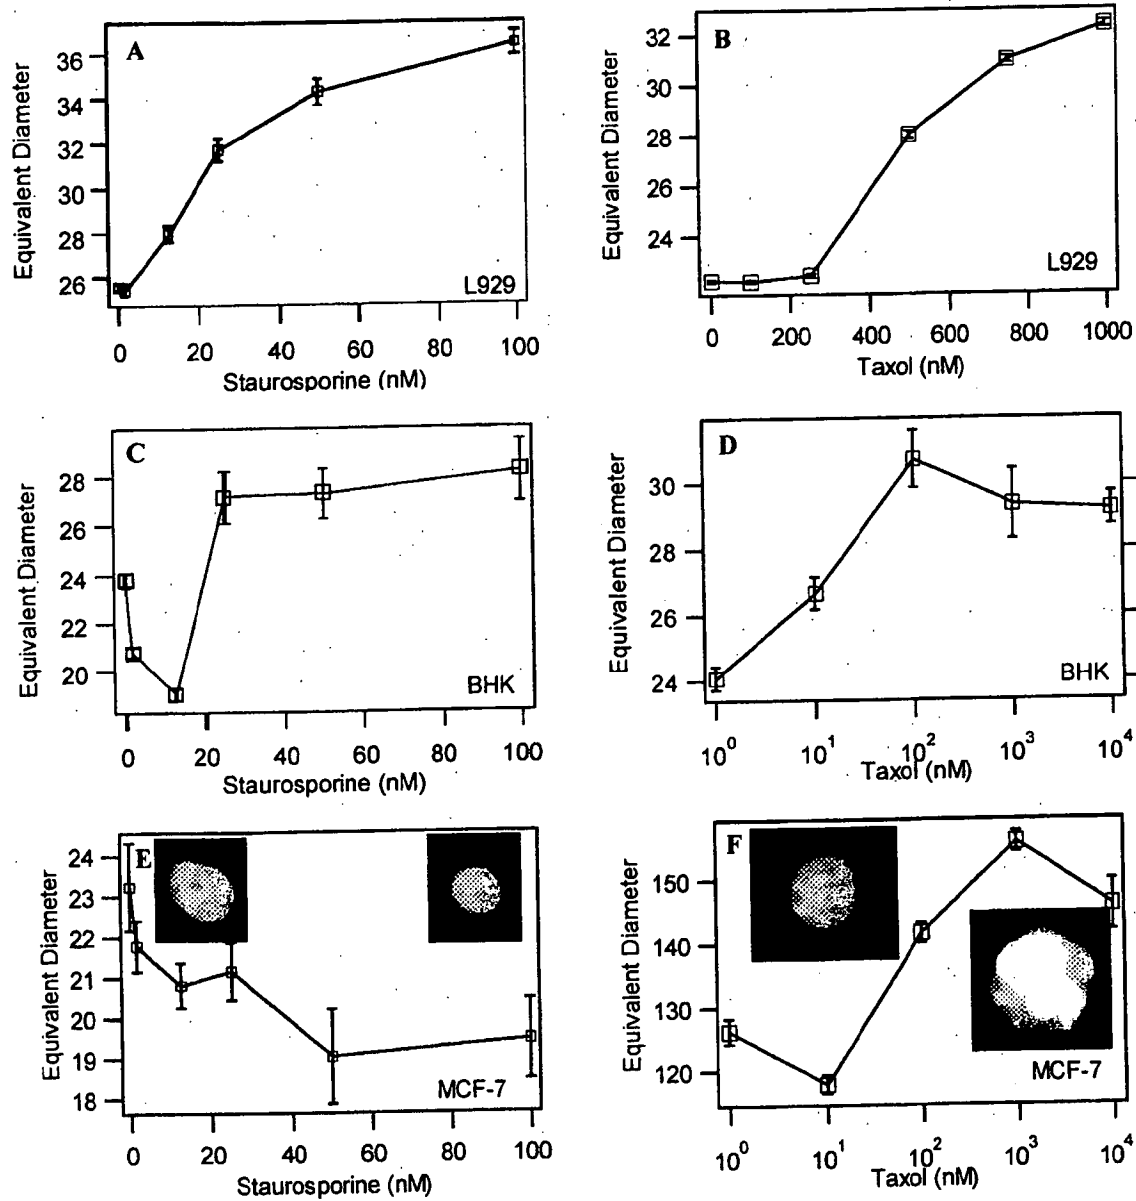 A
Equivalent Diameter
36
34
32
30
28
26
L929
0 20 40 60 80 100
Staurosporine (nM)
B
Equivalent Diameter
32
30
28
26
24
L929
0 200 400 600 800 1000
Taxol (nM)
C
Equivalent Diameter
28
26
24
22
20
BHK
0 20 40 60 80 100
Staurosporine (nM)
D
Equivalent Diameter
30
28
26
24
BHK
10⁰ 10¹ 10² 10³ 10⁴
Taxol (nM)
E
Equivalent Diameter
24
23
22
21
20
19
18
MCF-7
0 20 40 60 80 100
Staurosporine (nM)
F
Equivalent Diameter
150
140
130
120
MCF-7
10⁰ 10¹ 10² 10³ 10⁴
Taxol (nM)